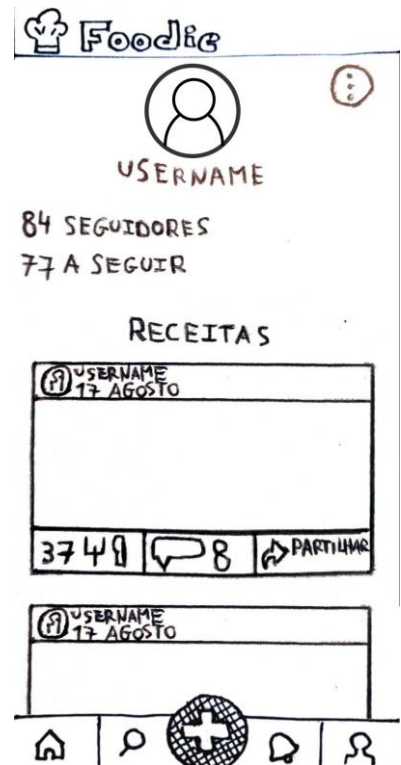 Foodie
USERNAME
84 SEGUIDORES
77 A SEGUIR
RECEITAS
USERNAME
17 AGOSTO
37 8 PARTILHAR
USERNAME
17 AGOSTO